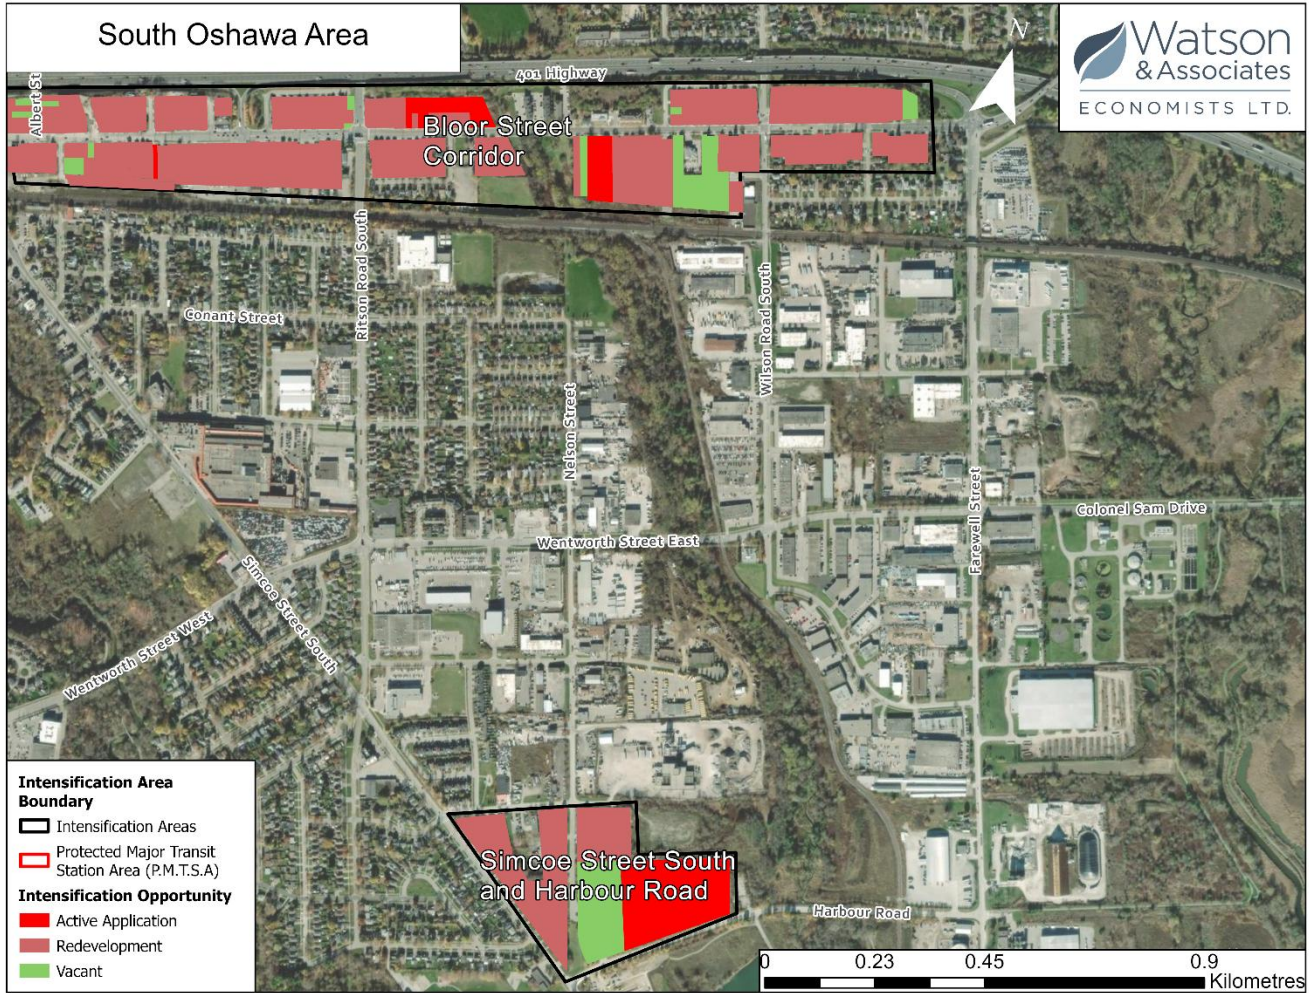 South Oshawa Area
N
Watson
& Associates
ECONOMISTS LTD.
401 Highway
Albert St
Bloor Street
Corridor
Ritson Road South
Conant Street
Wilson Road South
Nelson Street
Farewell Street
Colonel Sam Drive
Wentworth Street East
Simcoe Street South
Wentworth Street West
Simcoe Street South
and Harbour Road
Harbour Road
Intensification Area
Boundary
Intensification Areas
Protected Major Transit
Station Area (P.M.T.S.A)
Intensification Opportunity
Active Application
Redevelopment
Vacant
0 0.23 0.45 0.9
Kilometres